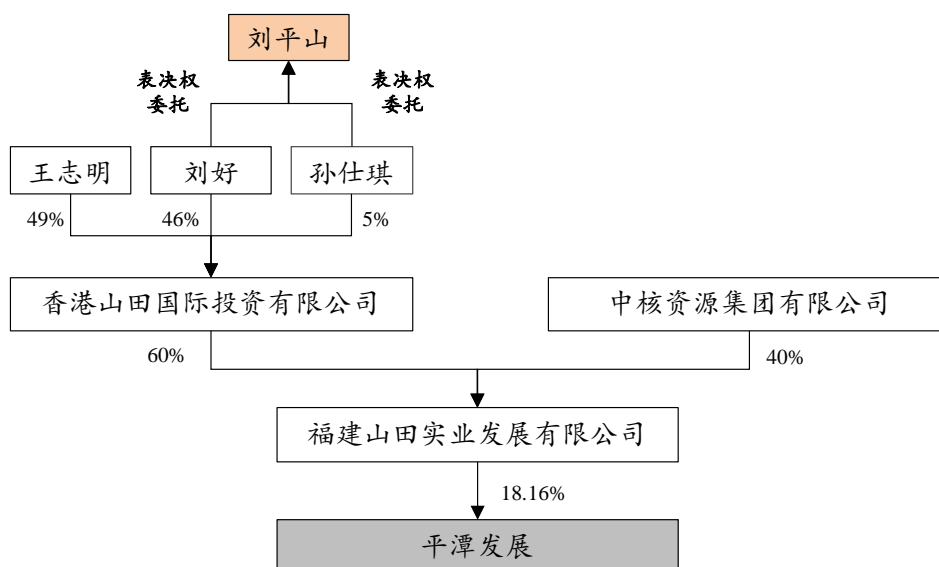 刘平山
表决权 表决权
委托 委托
王志明 刘好 孙仕琪
49% 46% 5%
香港山田国际投资有限公司 中核资源集团有限公司
60% 40%
福建山田实业发展有限公司
18.16%
平潭发展